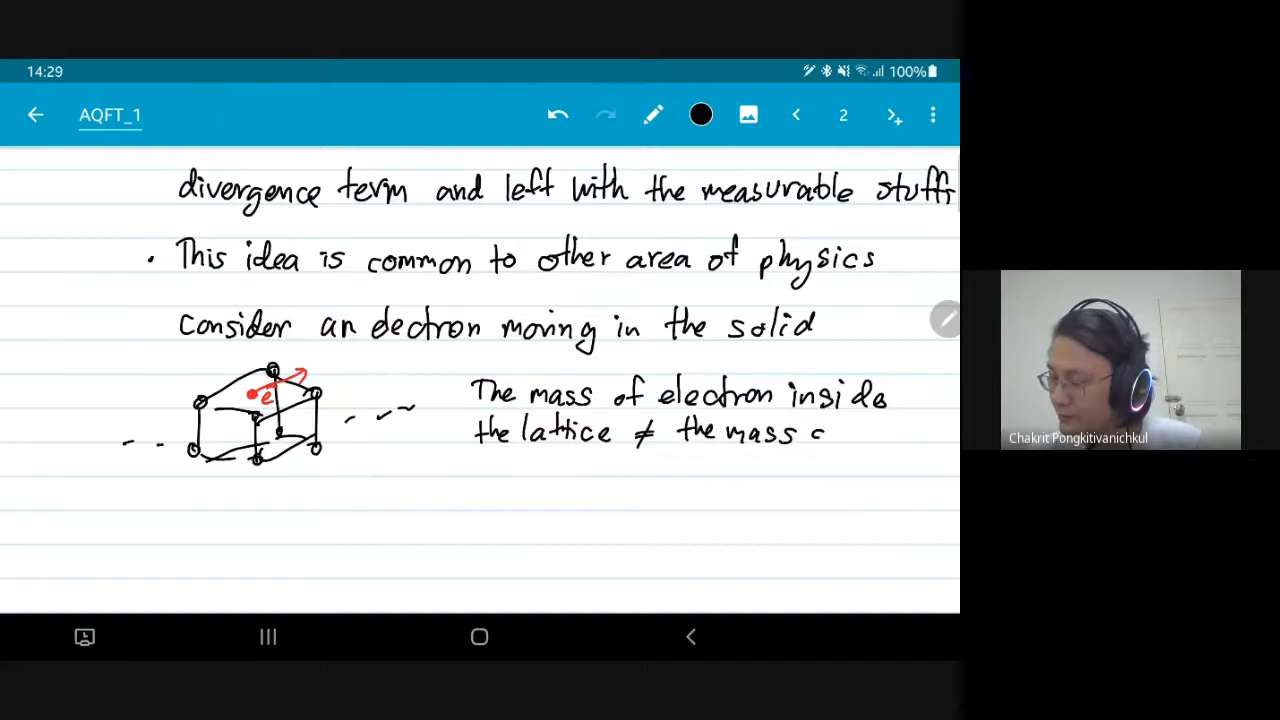 14:29
100%
AQFT_1
2
divergence term and left with the measurable stuff
• This idea is common to other area of physics
consider an electron moving in the solid
e
The mass of electron inside
the lattice ≠ the mass o
Chakrit Pongkitivanichkul